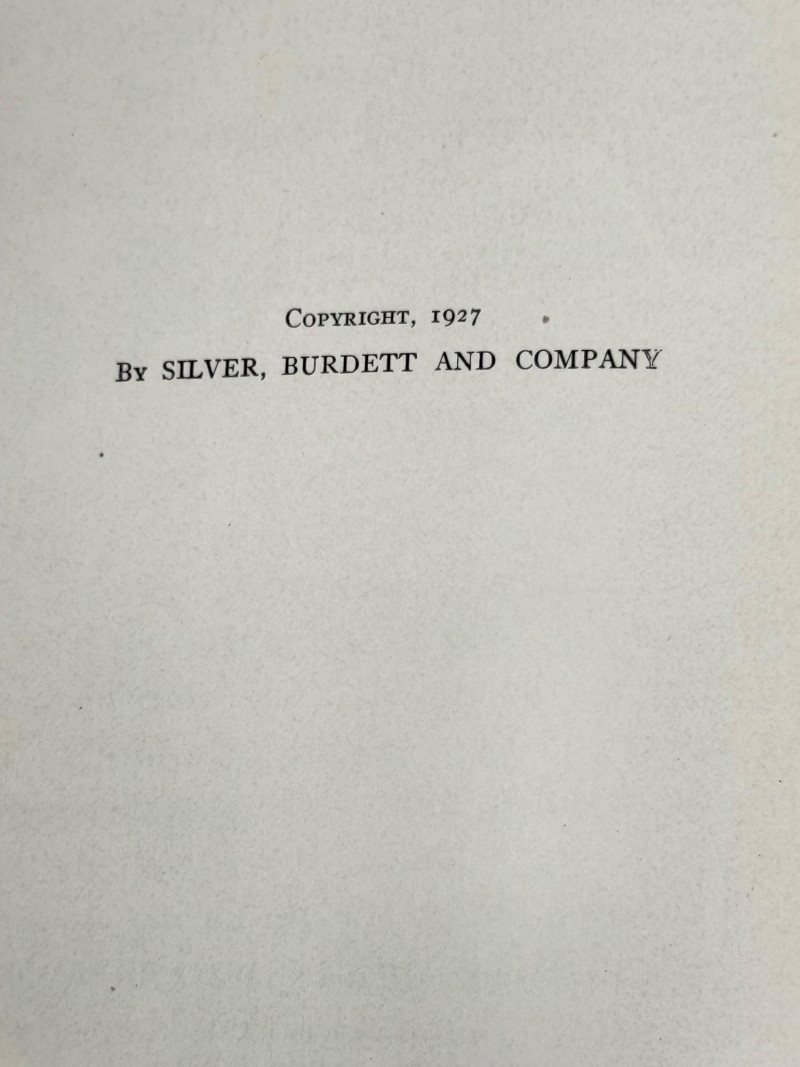 COPYRIGHT, 1927
BY SILVER, BURDETT AND COMPANY